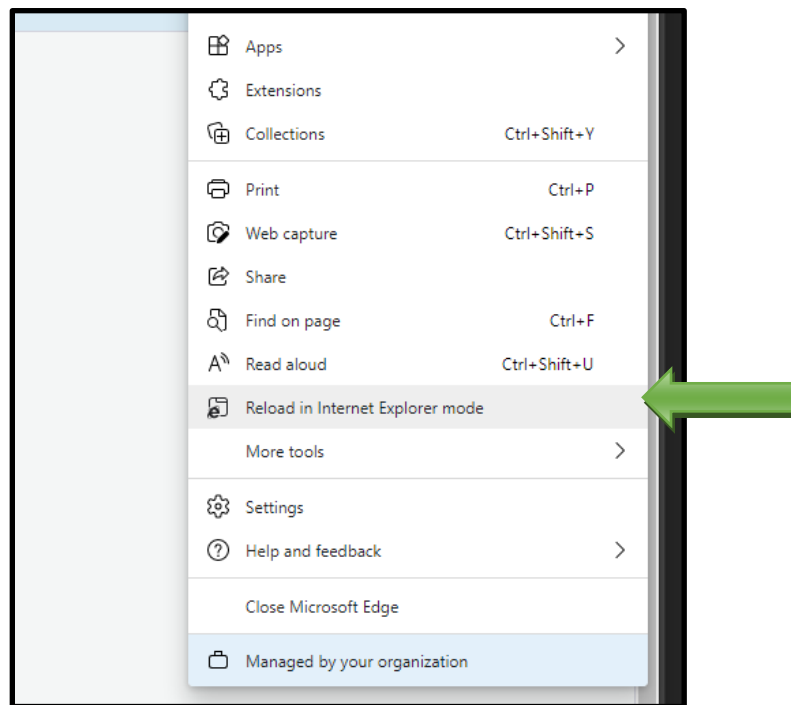 Apps
Extensions
Collections Ctrl+Shift+Y
Print Ctrl+P
Web capture Ctrl+Shift+S
Share
Find on page Ctrl+F
Read aloud Ctrl+Shift+U
Reload in Internet Explorer mode
More tools
Settings
Help and feedback
Close Microsoft Edge
Managed by your organization